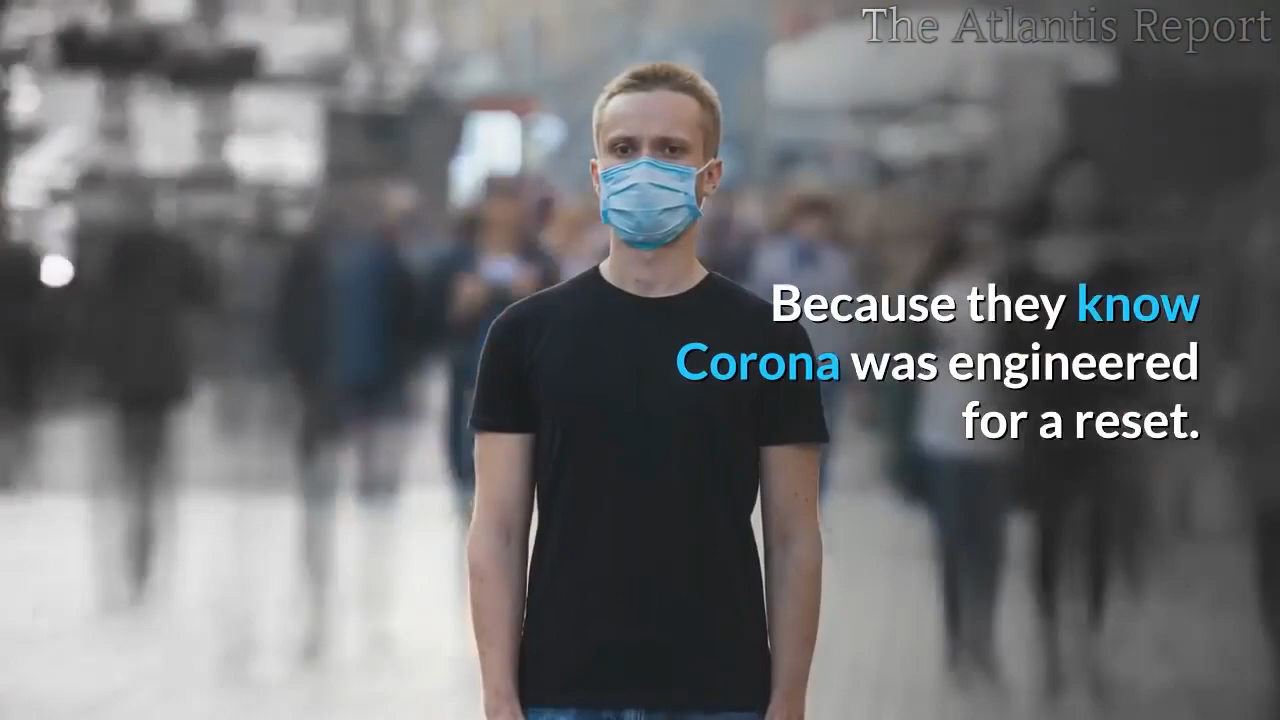 The Atlantis Report
Because they know
Corona was engineered
for a reset.